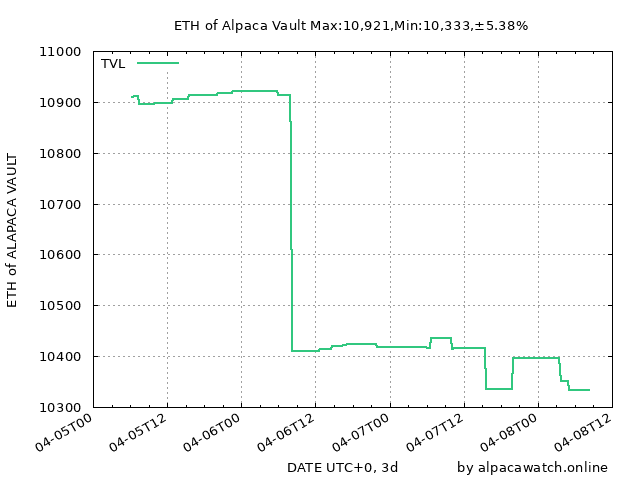 ETH of Alpaca Vault Max:10,921,Min:10,333,±5.38%
TVL
11000
10900
10800
10700
10600
10500
10400
10300
ETH of ALAPACA VAULT
04-05T00
04-05T12
04-06T00
04-06T12
04-07T00
04-07T12
04-08T00
04-08T12
DATE UTC+0, 3d
by alpacawatch.online